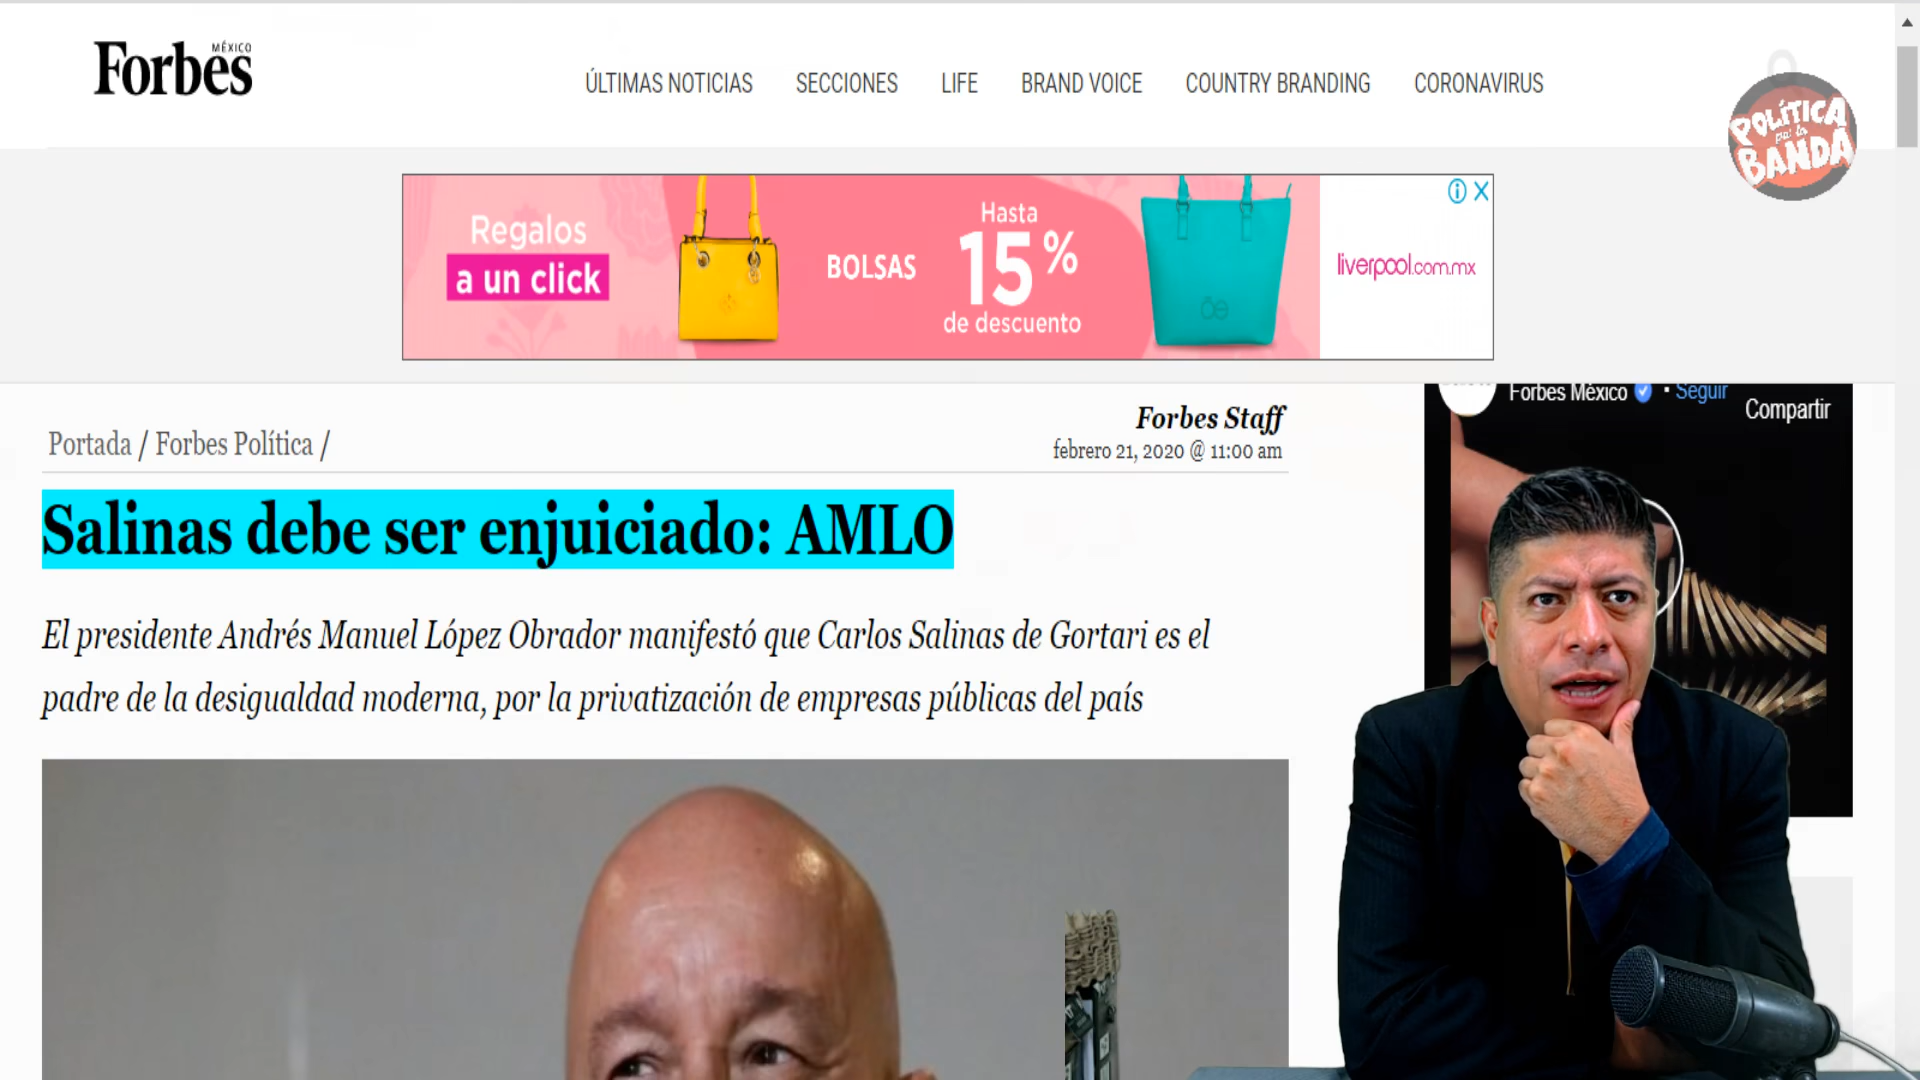 Forbes
MÉXICO
ÚLTIMAS NOTICIAS
SECCIONES
LIFE
BRAND VOICE
COUNTRY BRANDING
CORONAVIRUS
POLÍTICA
pa' la
BANDA
Regalos
a un click
BOLSAS
Hasta
15%
de descuento
liverpool.com.mx
Forbes México · Seguir
Compartir
Portada / Forbes Política /
Forbes Staff
febrero 21, 2020 @ 11:00 am
Salinas debe ser enjuiciado: AMLO
El presidente Andrés Manuel López Obrador manifestó que Carlos Salinas de Gortari es el
padre de la desigualdad moderna, por la privatización de empresas públicas del país